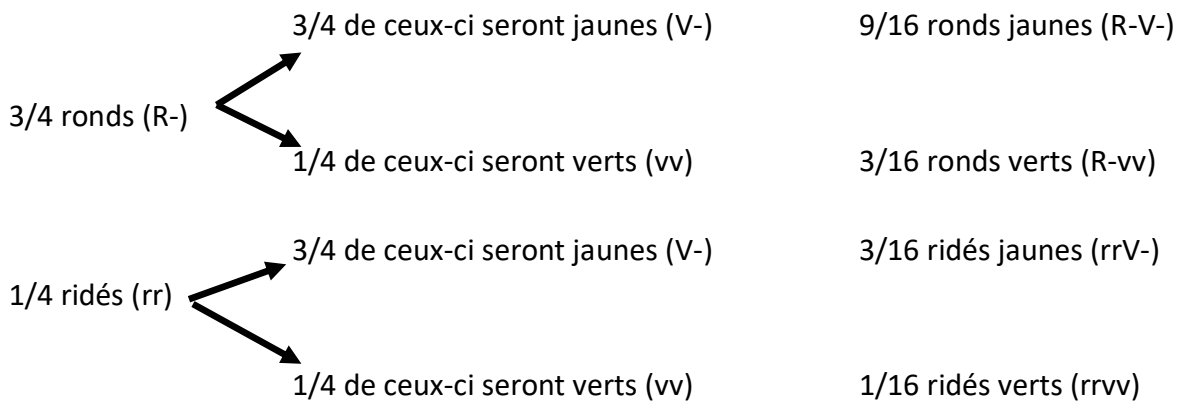 3/4 de ceux-ci seront jaunes (V-) 9/16 ronds jaunes (R-V-)
3/4 ronds (R-)
1/4 de ceux-ci seront verts (vv) 3/16 ronds verts (R-vv)
3/4 de ceux-ci seront jaunes (V-) 3/16 ridés jaunes (rrV-)
1/4 ridés (rr)
1/4 de ceux-ci seront verts (vv) 1/16 ridés verts (rrvv)